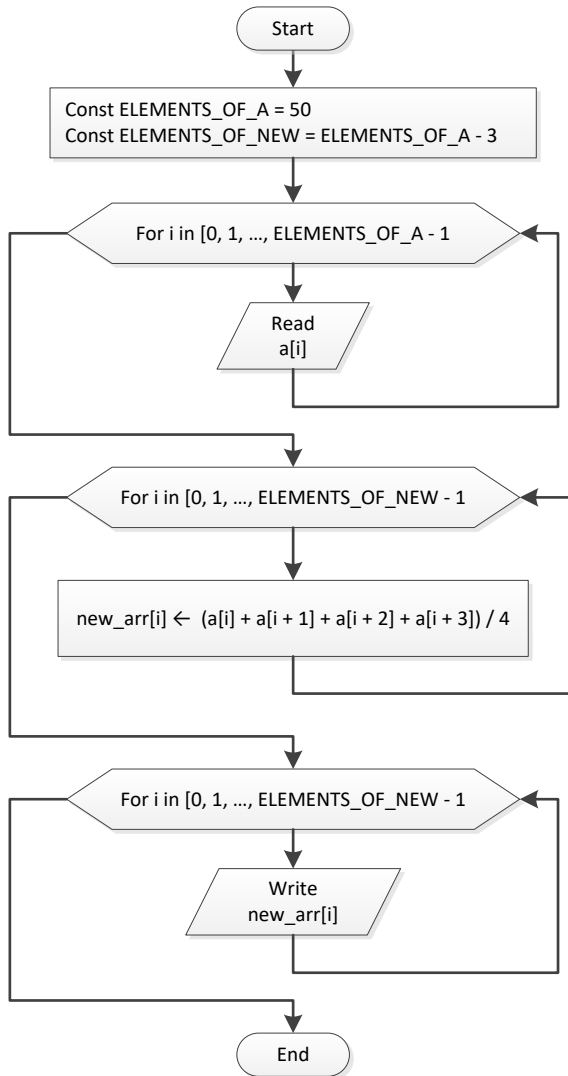 Start
Const ELEMENTS_OF_A = 50
Const ELEMENTS_OF_NEW = ELEMENTS_OF_A - 3
For i in [0, 1, …, ELEMENTS_OF_A - 1
Read
a[i]
For i in [0, 1, …, ELEMENTS_OF_NEW - 1
new_arr[i] ← (a[i] + a[i + 1] + a[i + 2] + a[i + 3]) / 4
For i in [0, 1, …, ELEMENTS_OF_NEW - 1
Write
new_arr[i]
End